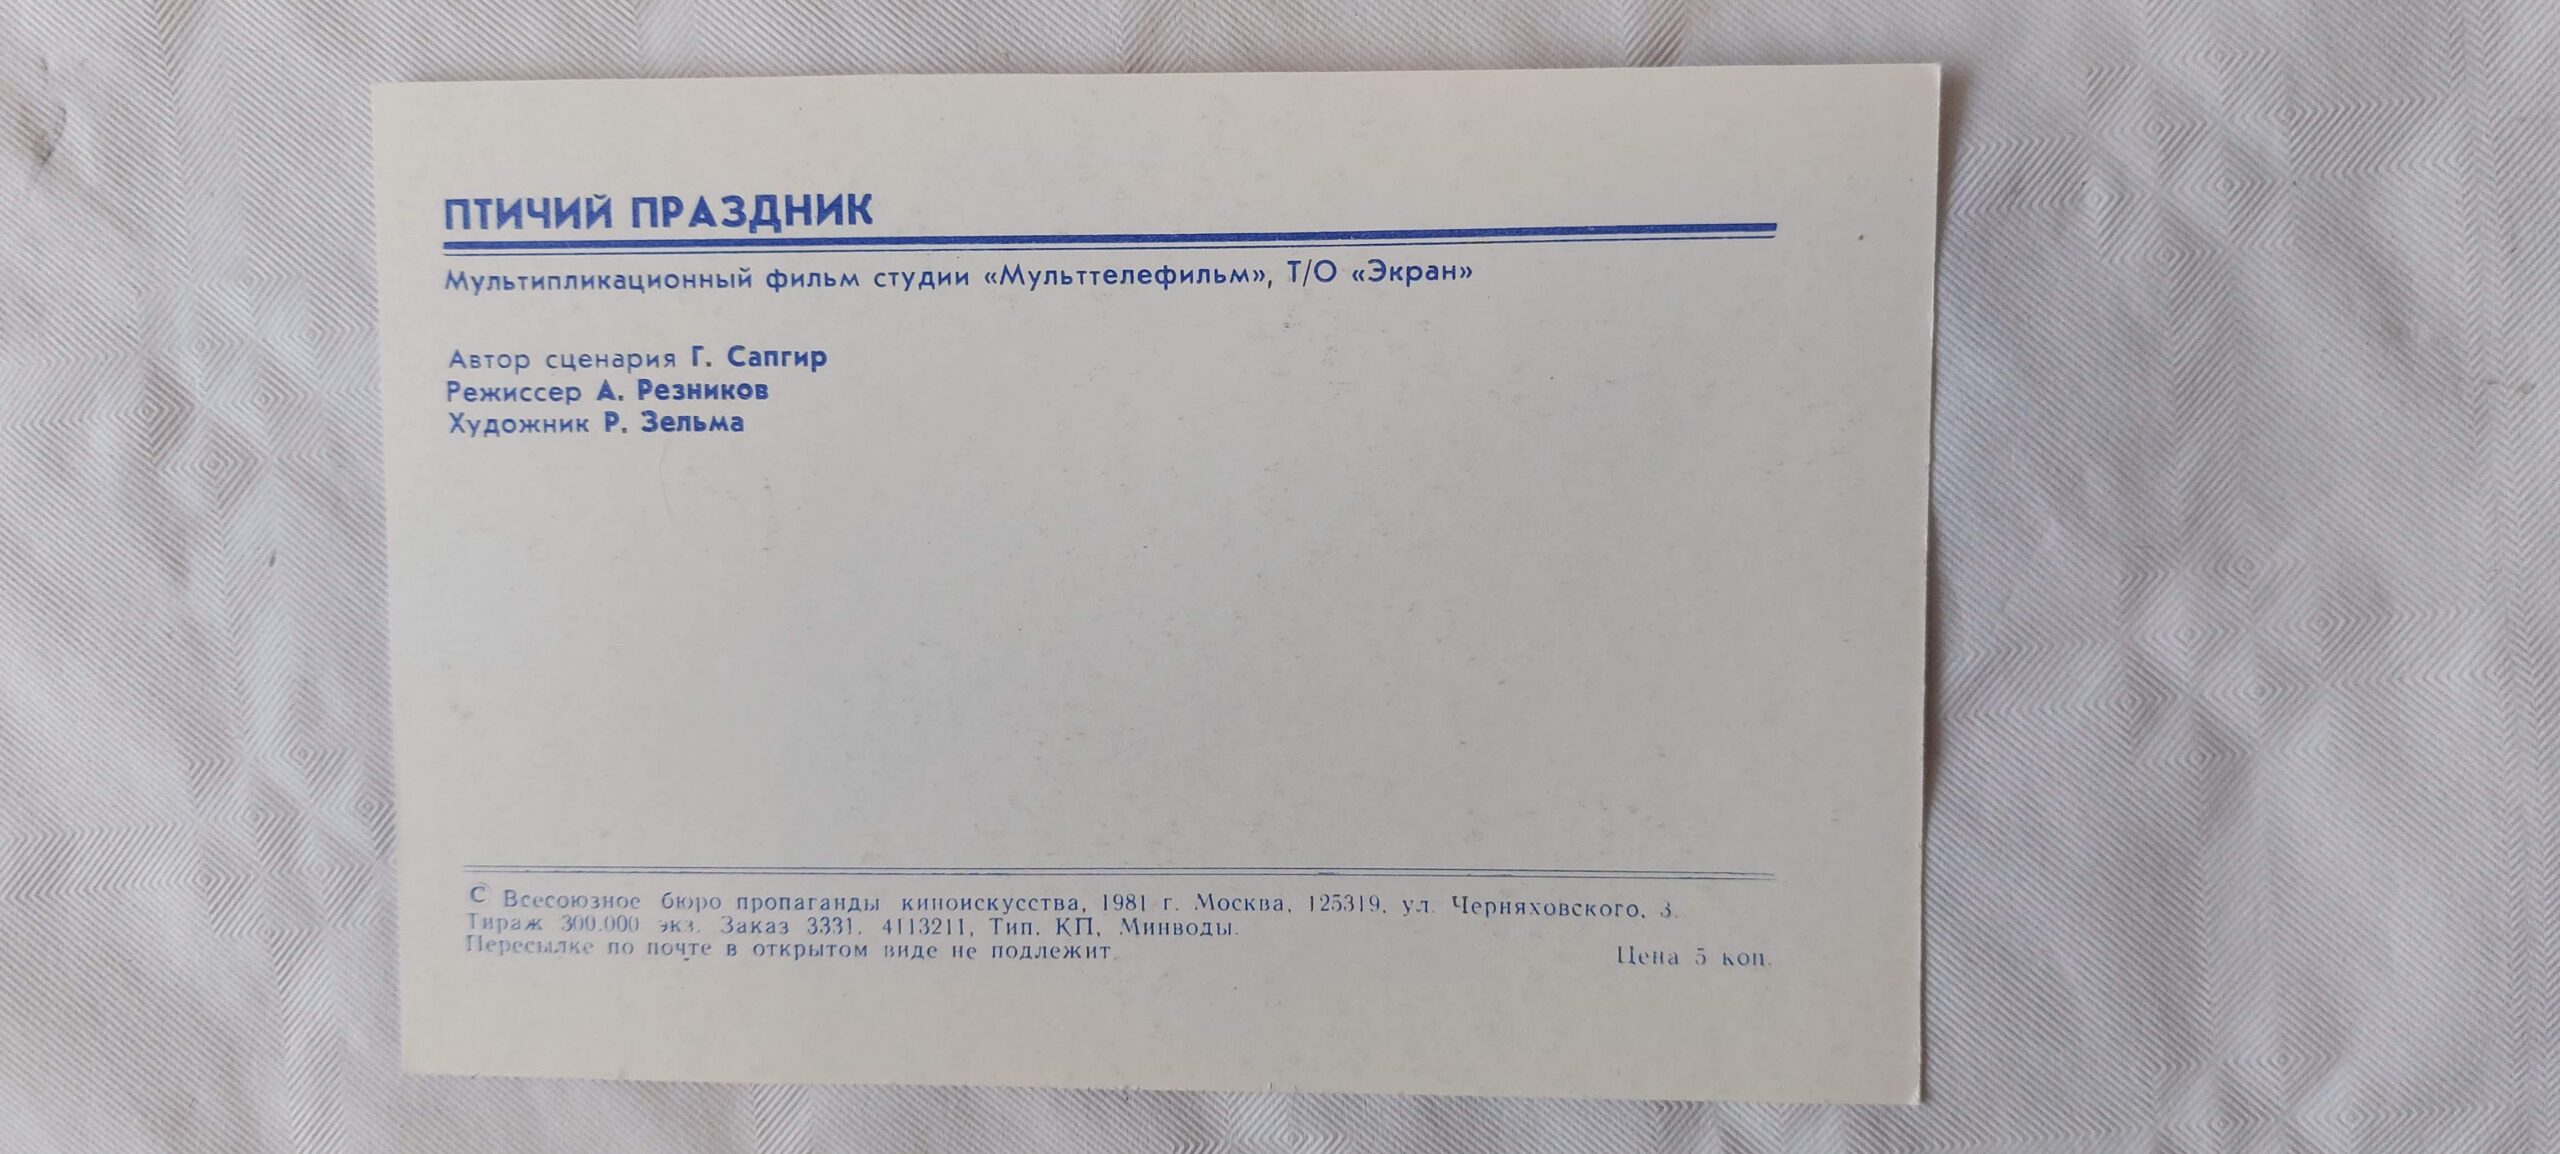 ПТИЧИЙ ПРАЗДНИК
Мультипликационный фильм студии «Мульттелефильм», Т/О «Экран»
Автор сценария Г. Сапгир
Режиссер А. Резников
Художник Р. Зельма
С Всесоюзное бюро пропаганды киноискусства, 1981 г. Москва, 125319, ул. Черняховского, 3.
Тираж 300.000 экз. Заказ 3331. 4113211, Тип. КП, Минводы.
Пересылке по почте в открытом виде не подлежит.
Цена 5 коп.